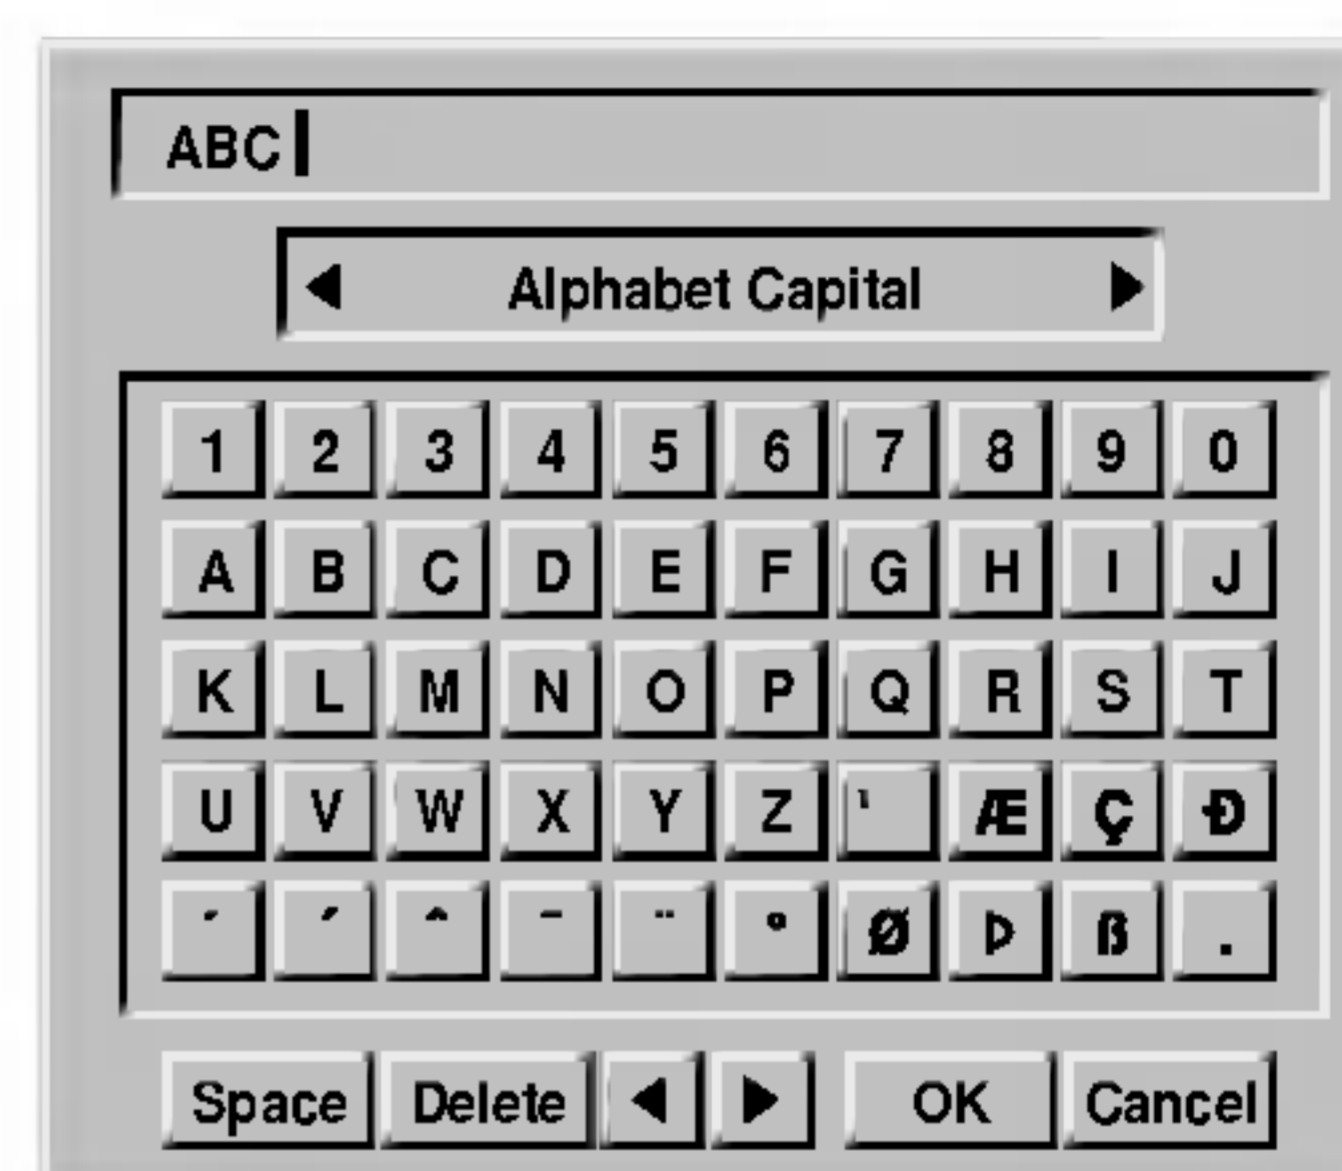 ABC
◀ Alphabet Capital ▶
1 2 3 4 5 6 7 8 9 0
A B C D E F G H I J
K L M N O P Q R S T
U V W X Y Z Æ Ç Ð
´ ´ ˆ ¯ ¨ ° Ø Þ ß .
Space Delete ◀ ▶ OK Cancel